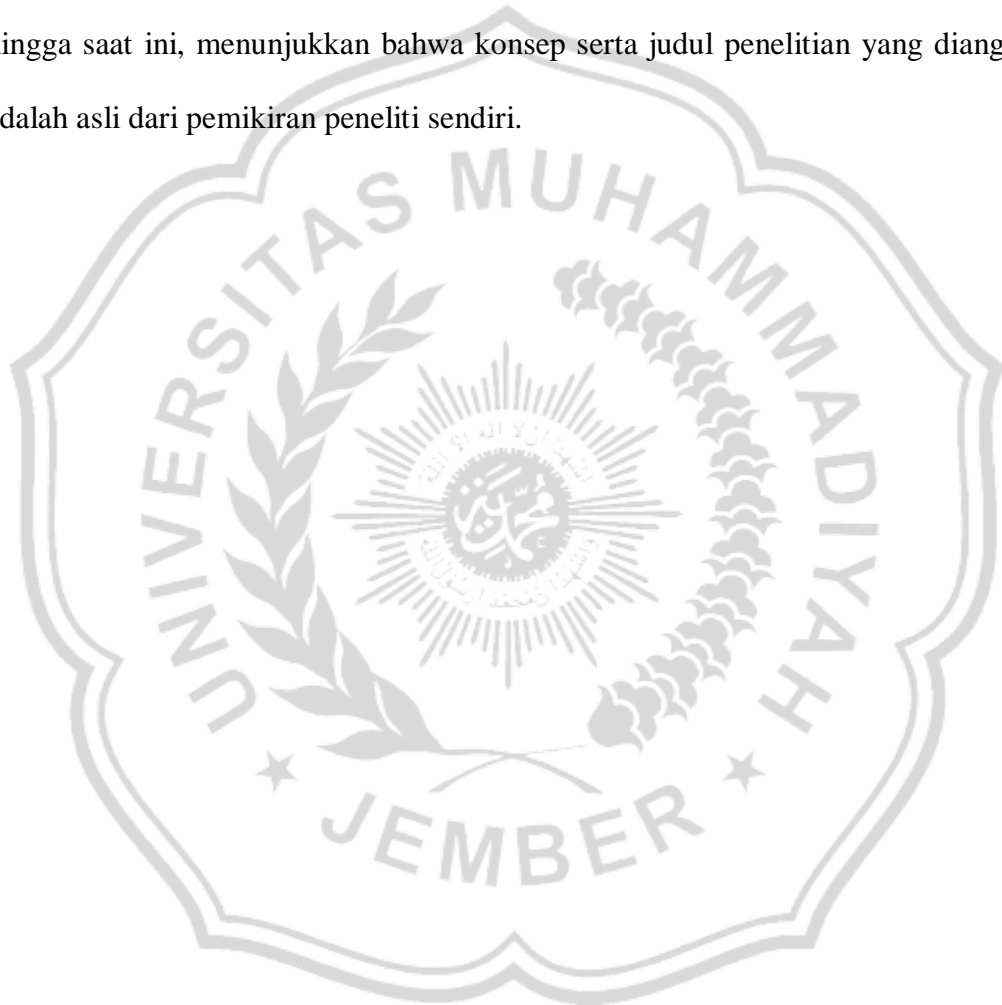 ingga saat ini, menunjukkan bahwa konsep serta judul penelitian yang diang
dalah asli dari pemikiran peneliti sendiri.
UNIVERSITAS MUHAMMADIYAH
JEMBER